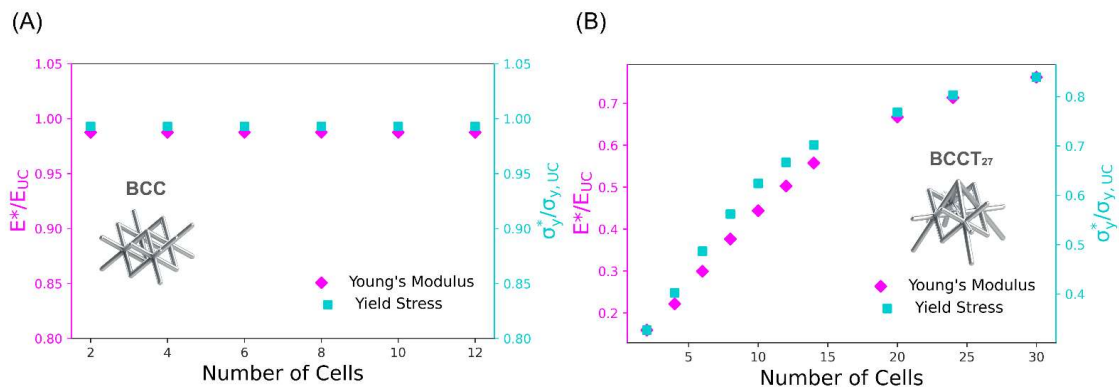 (A)
1.05
1.00
0.95
0.90
0.85
0.80
E*/E_UC
2
4
6
8
10
12
Number of Cells
1.05
1.00
0.95
0.90
0.85
0.80
σ*_y/σ_y, UC
BCC
Young's Modulus
Yield Stress
(B)
0.7
0.6
0.5
0.4
0.3
0.2
E*/E_UC
5
10
15
20
25
30
Number of Cells
0.8
0.7
0.6
0.5
0.4
σ*_y/σ_y, UC
BCCT₂₇
Young's Modulus
Yield Stress